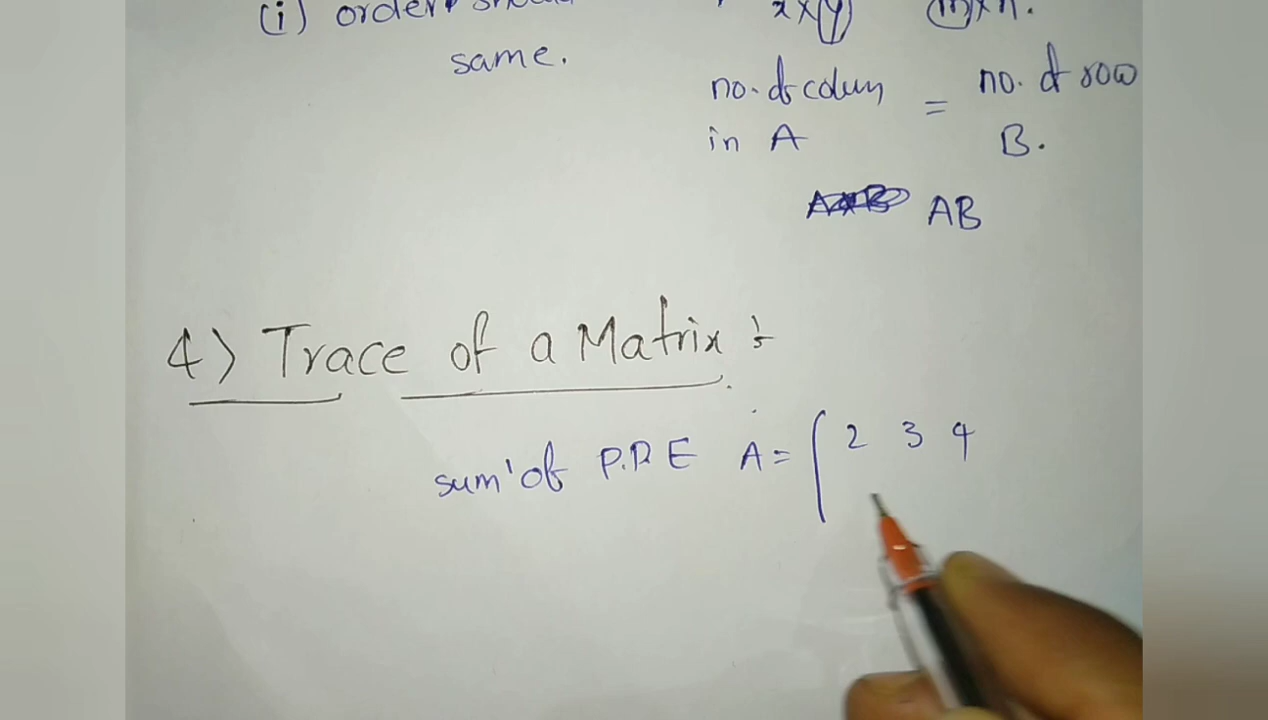 (i) order should
same.
x×y m×n.
no. of colum = no. of row
in A B.
AB
4) Trace of a Matrix :-
sum of P.D E A = [ 2 3 4